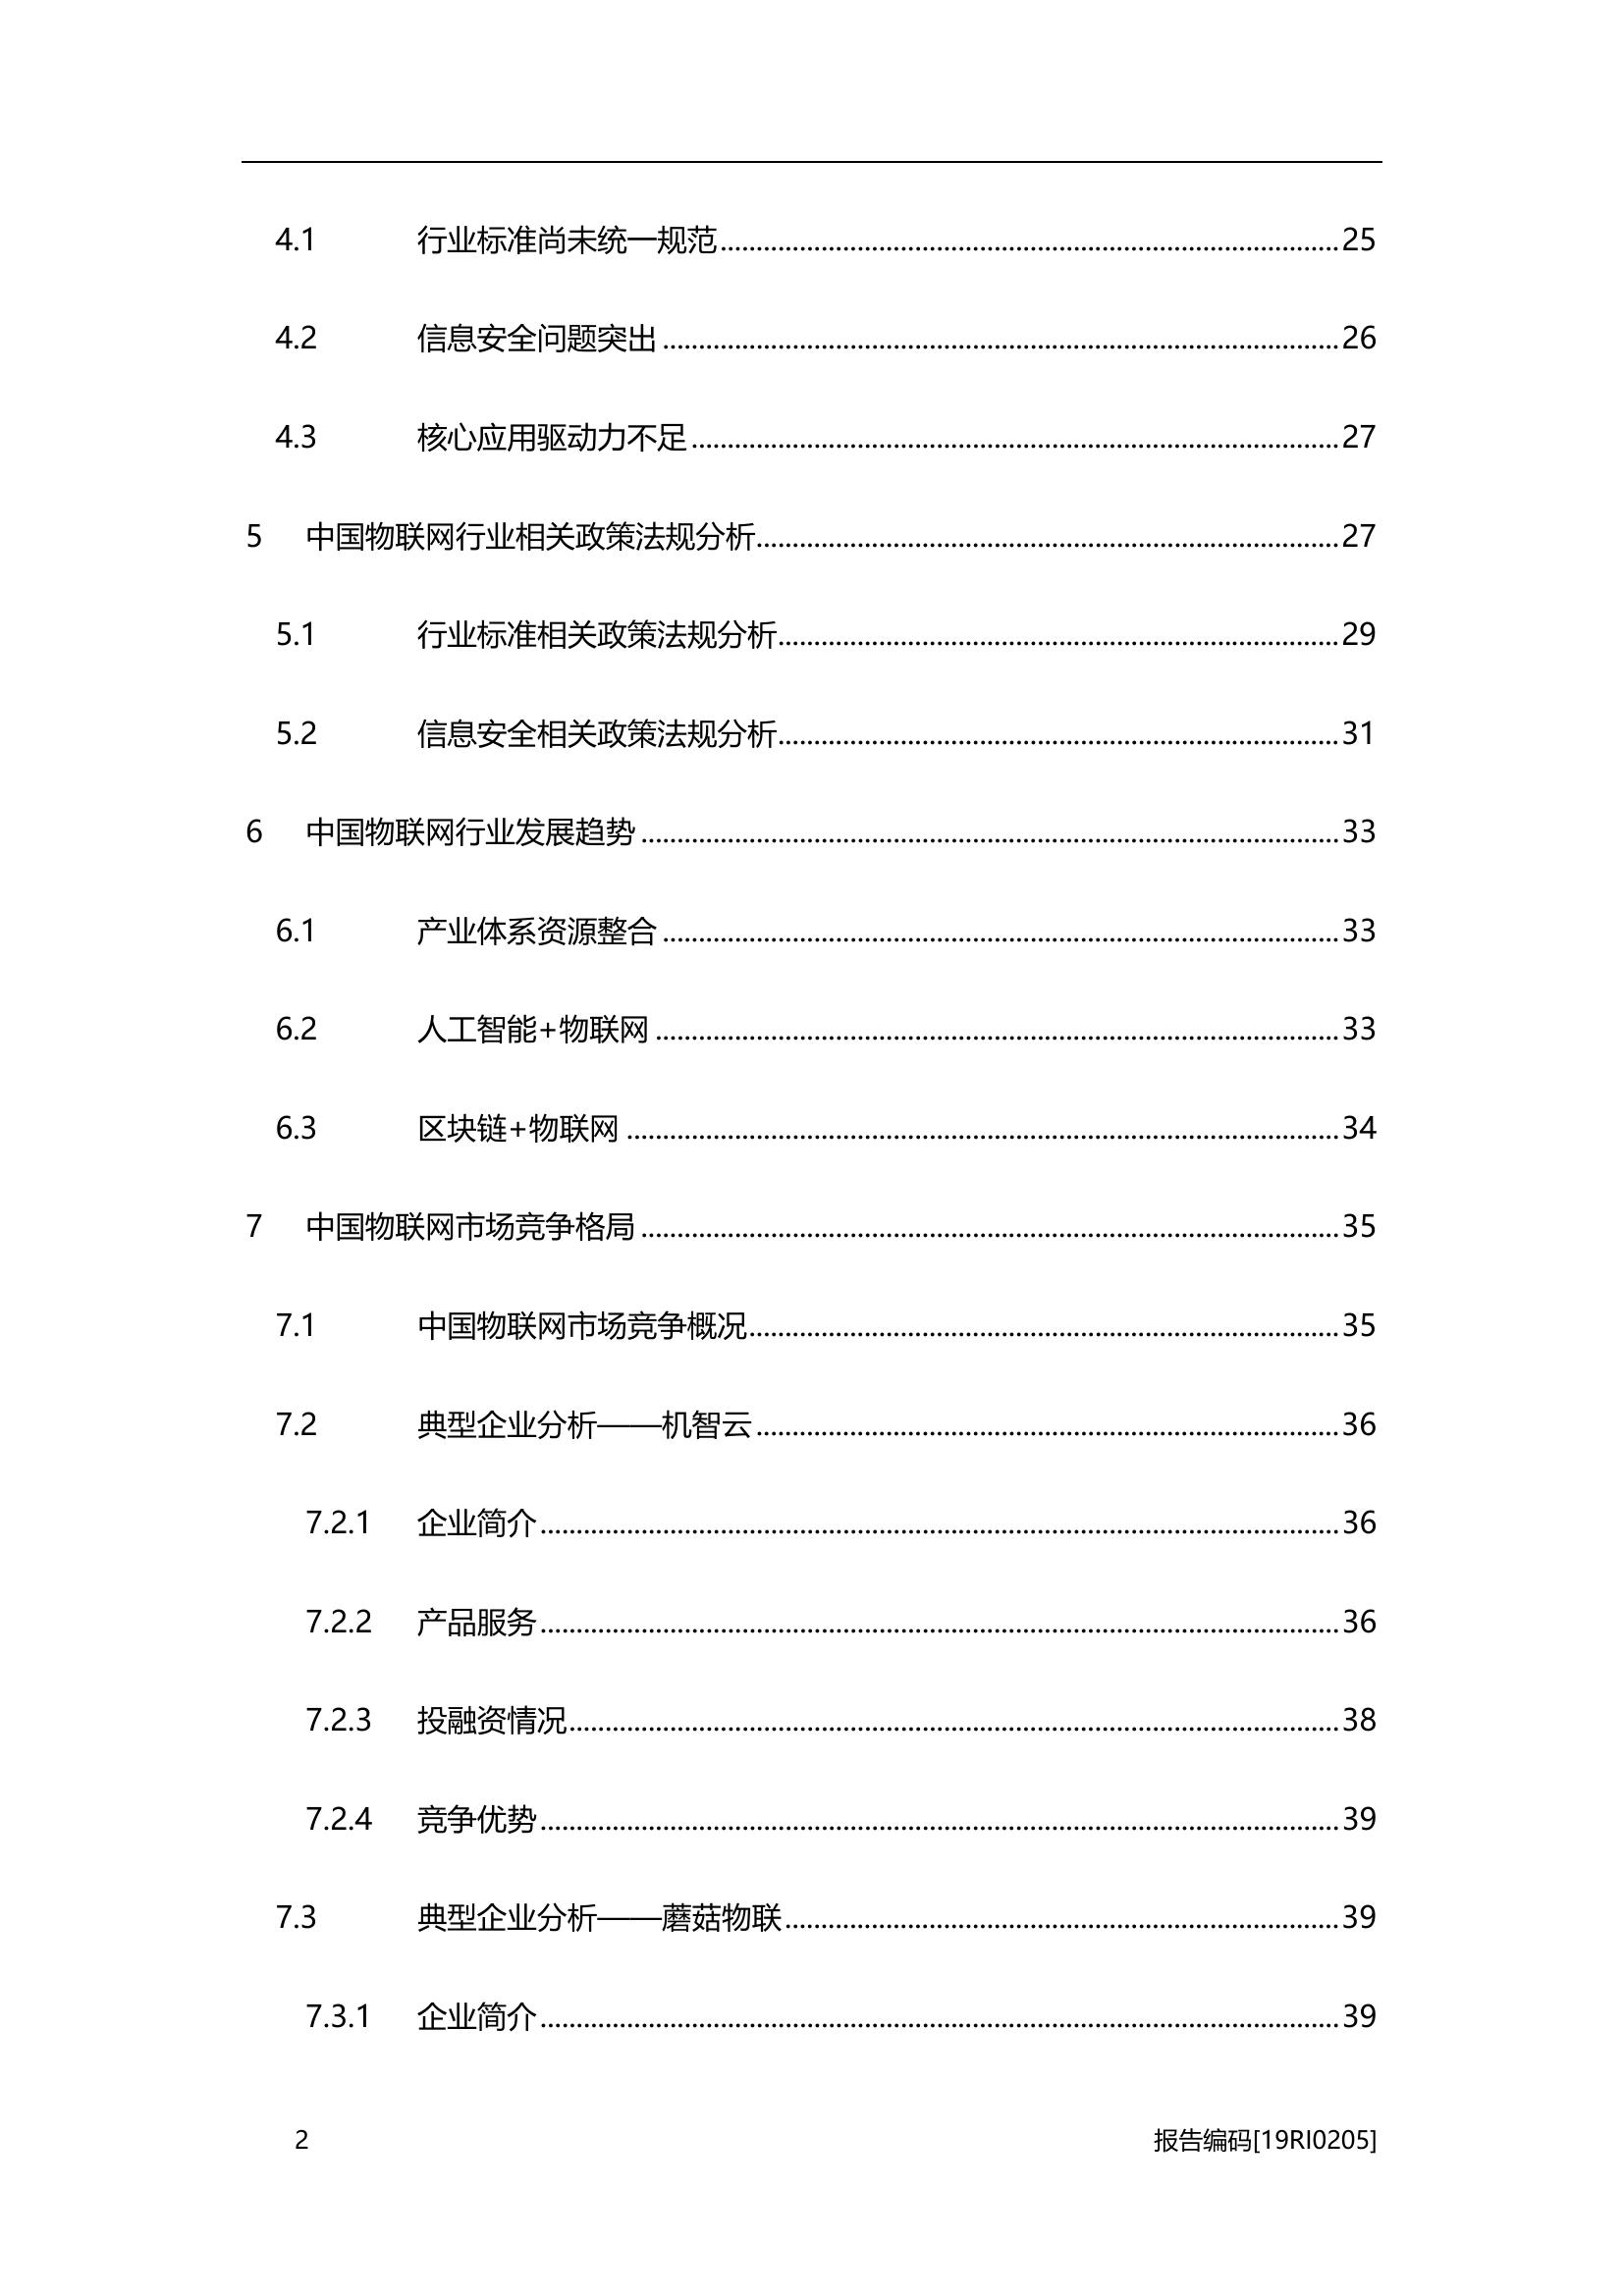 4.1 行业标准尚未统一规范 25
4.2 信息安全问题突出 26
4.3 核心应用驱动力不足 27
5 中国物联网行业相关政策法规分析 27
5.1 行业标准相关政策法规分析 29
5.2 信息安全相关政策法规分析 31
6 中国物联网行业发展趋势 33
6.1 产业体系资源整合 33
6.2 人工智能+物联网 33
6.3 区块链+物联网 34
7 中国物联网市场竞争格局 35
7.1 中国物联网市场竞争概况 35
7.2 典型企业分析——机智云 36
7.2.1 企业简介 36
7.2.2 产品服务 36
7.2.3 投融资情况 38
7.2.4 竞争优势 39
7.3 典型企业分析——蘑菇物联 39
7.3.1 企业简介 39
2 报告编码[19RI0205]